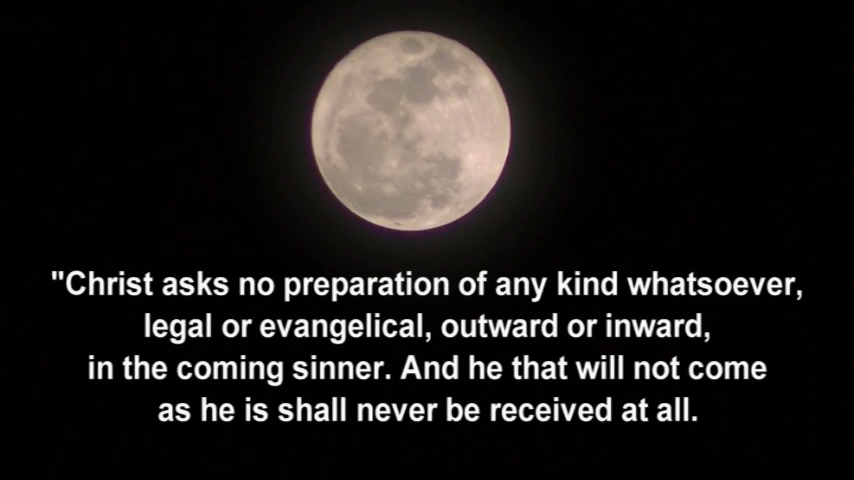 "Christ asks no preparation of any kind whatsoever,
legal or evangelical, outward or inward,
in the coming sinner. And he that will not come
as he is shall never be received at all.